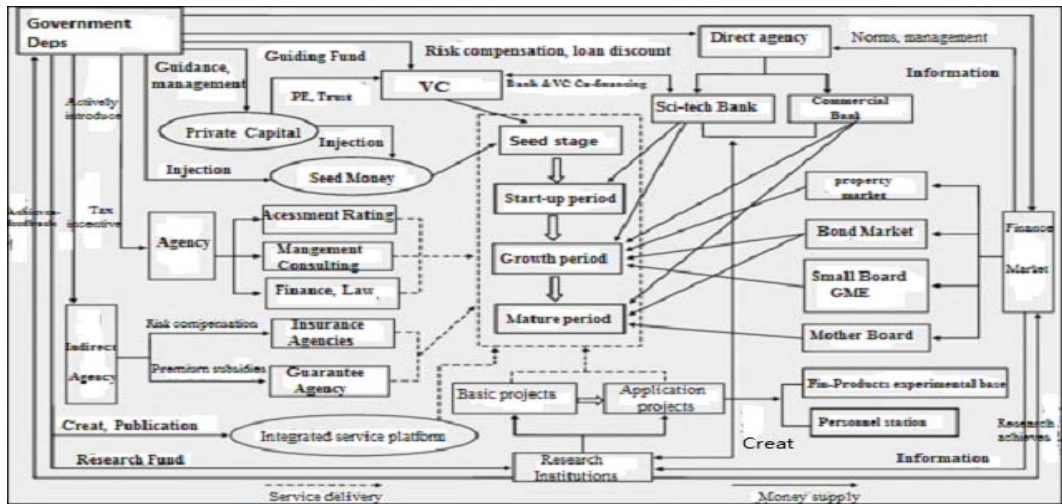 Government
Deps
Guiding Fund
Guidance,
management
PE, Trust
Risk compensation, loan discount
Direct agency
Norms, management
Information
VC
Bank & VC Co-financing
Sci-tech Bank
Commercial
Bank
Actively
introduce
Private Capital
Injection
Injection
Seed Money
Seed stage
Start-up period
Growth period
Mature period
property
market
Bond Market
Small Board
GME
Mother Board
Finance
Market
Tax
incentive
Agency
Acessment Rating
Mangement
Consulting
Finance, Law
Indirect
Agency
Risk compensation
Premium subsidies
Insurance
Agencies
Guarantee
Agency
Creat, Publication
Integrated service platform
Basic projects
Application
projects
Fin-Products experimental base
Personnel station
Creat
Research
Research Fund
Research
Institutions
Information
Service delivery
Money supply